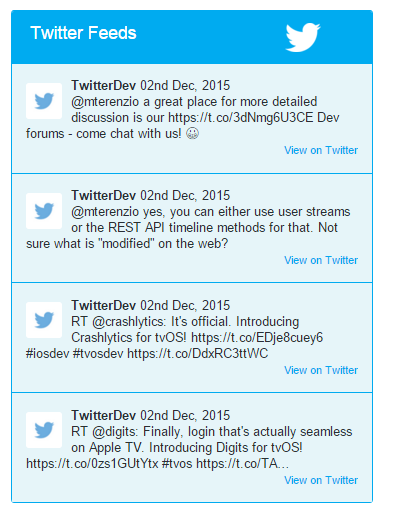 Twitter Feeds
TwitterDev 02nd Dec, 2015
@mterenzio a great place for more detailed
discussion is our https://t.co/3dNmg6U3CE Dev
forums - come chat with us! 😀
View on Twitter
TwitterDev 02nd Dec, 2015
@mterenzio yes, you can either use user streams
or the REST API timeline methods for that. Not
sure what is "modified" on the web?
View on Twitter
TwitterDev 02nd Dec, 2015
RT @crashlytics: It's official. Introducing
Crashlytics for tvOS! https://t.co/EDje8cuey6
#iosdev #tvosdev https://t.co/DdxRC3ttWC
View on Twitter
TwitterDev 02nd Dec, 2015
RT @digits: Finally, login that's actually seamless
on Apple TV. Introducing Digits for tvOS!
https://t.co/0zs1GUtYtx #tvos https://t.co/TA...
View on Twitter